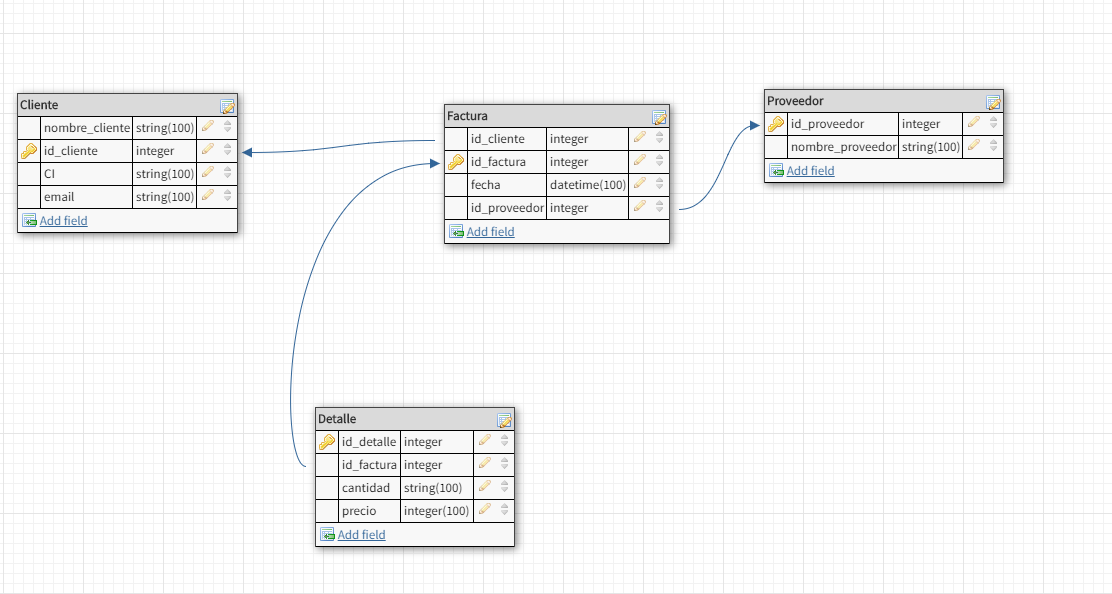 Cliente
nombre_cliente string(100)
id_cliente integer
CI string(100)
email string(100)
Add field
Factura
id_cliente integer
id_factura integer
fecha datetime(100)
id_proveedor integer
Add field
Proveedor
id_proveedor integer
nombre_proveedor string(100)
Add field
Detalle
id_detalle integer
id_factura integer
cantidad string(100)
precio integer(100)
Add field